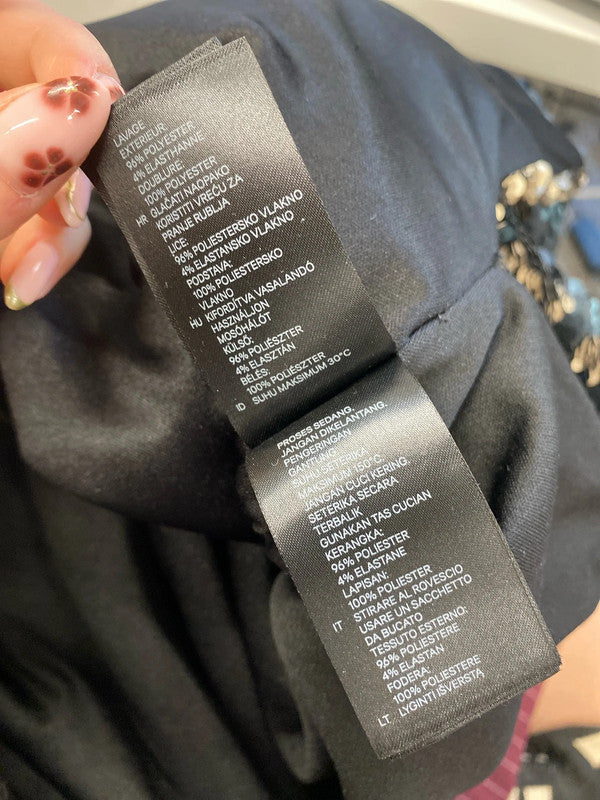 LAVAGE.
EXTERIEUR:
96% POLYESTER
4% ELASTHANNE
DOUBLURE:
100% POLYESTER
HR GLAČATI NAOPAKO
KORISTITI VREĆU ZA
PRANJE RUBLJA
LICE:
96% POLIESTERSKO VLAKNO
4% ELASTANSKO VLAKNO
PODSTAVA:
100% POLIESTERSKO
VLAKNO
HU KIFORDÍTVA VASALANDÓ
HASZNÁLJON
MOSÓHÁLÓT
KÜLSŐ:
96% POLIÉSZTER
4% ELASZTÁN
BÉLÉS:
100% POLIÉSZTER
ID SUHU MAKSIMUM 30°C
PROSES SEDANG.
JANGAN DIKELANTANG.
PENGERINGAN
GANTUNG.
SUHU SETERIKA
MAKSIMUM 150°C
JANGAN CUCI KERING.
SETERIKA SECARA
TERBALIK
GUNAKAN TAS CUCIAN
KERANGKA:
96% POLIESTER
4% ELASTANE
LAPISAN:
100% POLIESTER
IT STIRARE AL ROVESCIO
USARE UN SACCHETTO
DA BUCATO
TESSUTO ESTERNO:
96% POLIESTERE
4% ELASTAN
FODERA:
100% POLIESTERE
LT LYGINTI IŠVERSTĄ